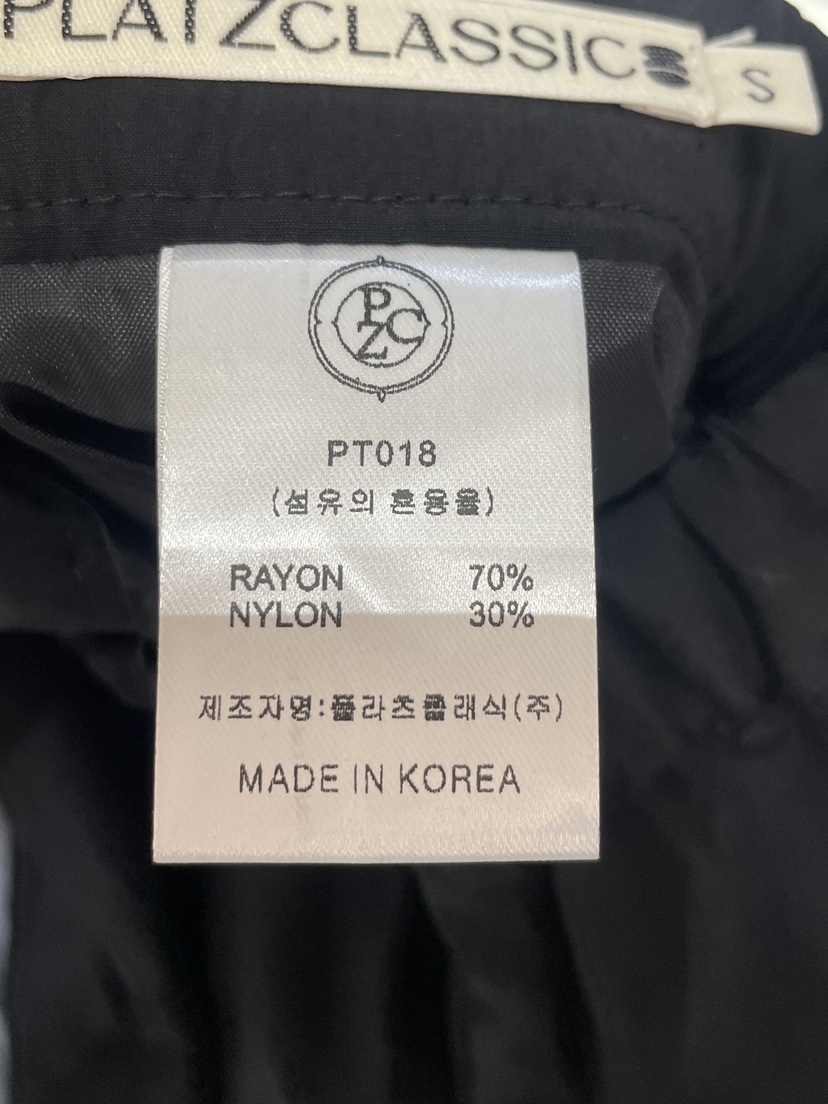 PLATZCLASSIC
S
PZC
PT018
(섬유의 혼용율)
RAYON 70%
NYLON 30%
제조자명:플라츠클래식(주)
MADE IN KOREA